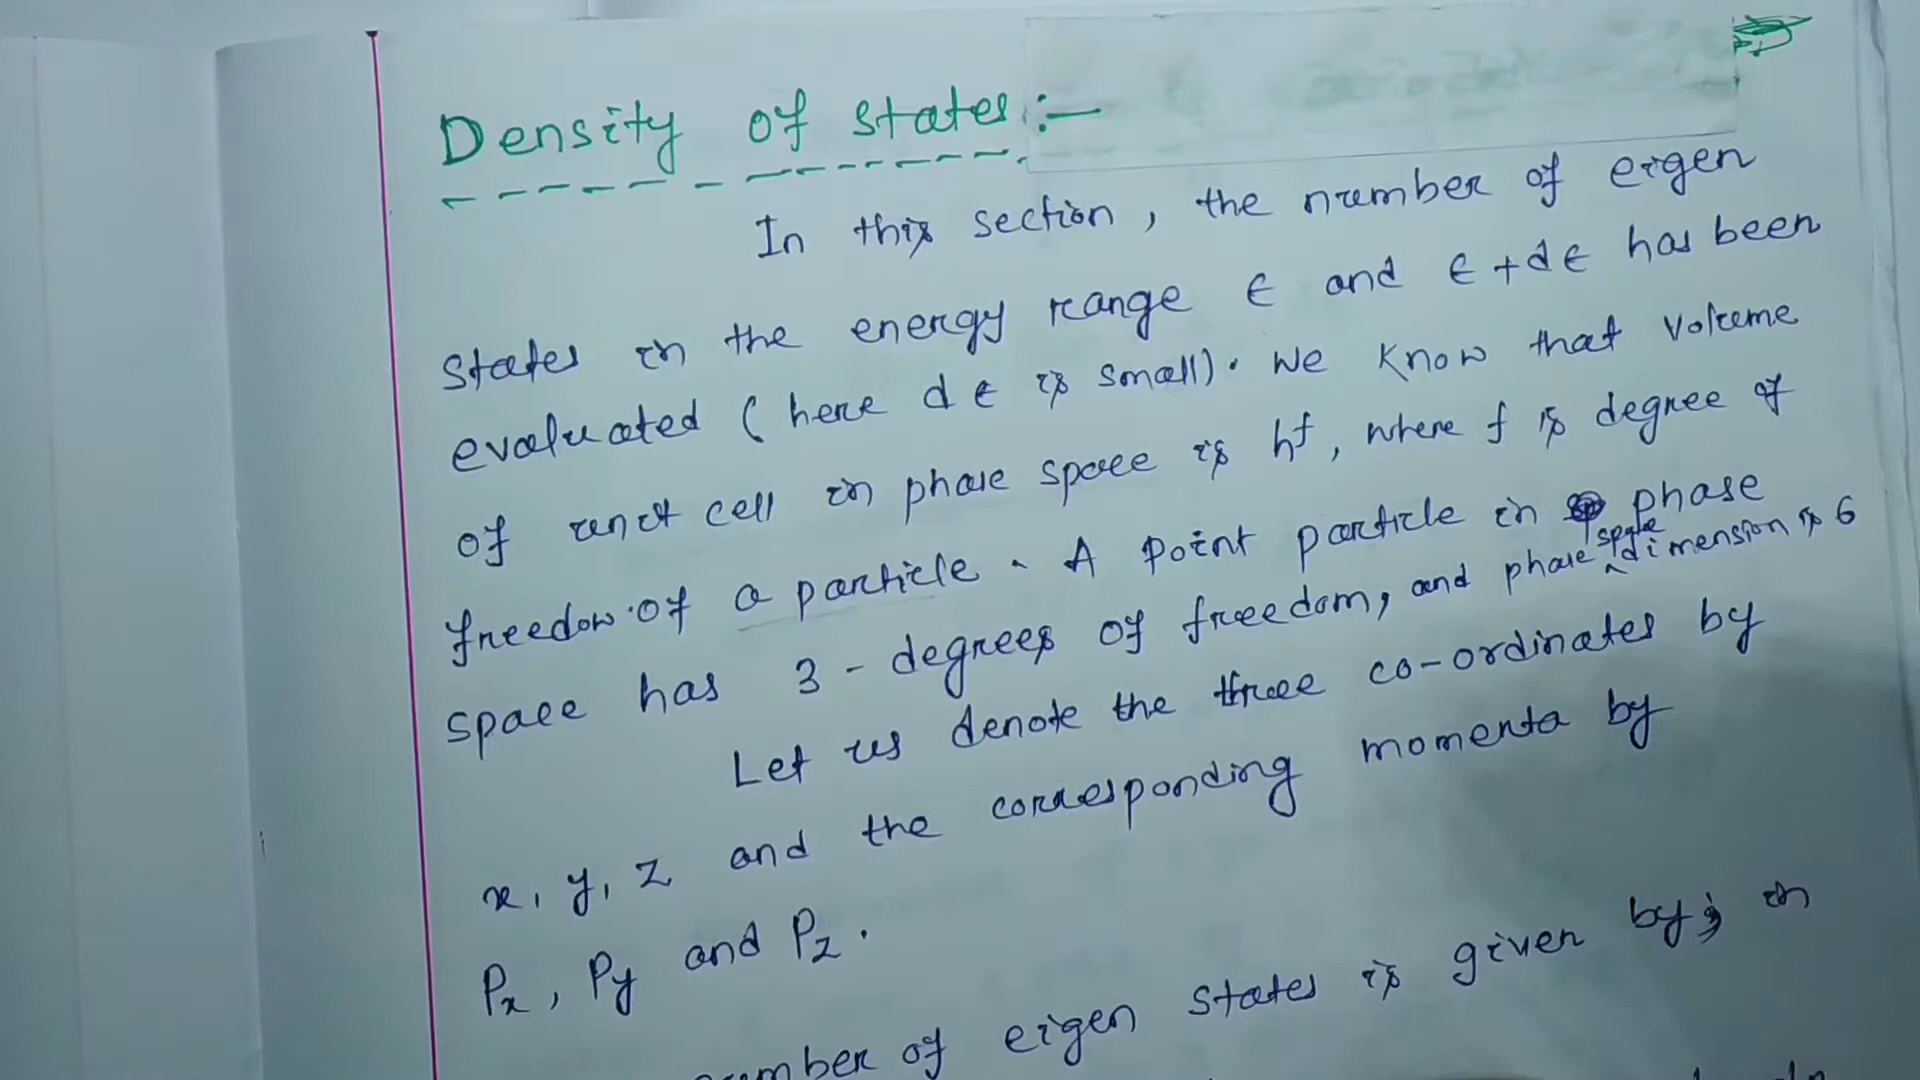 Density of states :-
In this section, the number of eigen
states in the energy range ϵ and ϵ+dϵ has been
evaluated (here dϵ is small). We know that volume
of unit cell in phase space is hᶠ, where f is degree of
freedom of a particle. A point particle in phase
space has 3 - degrees of freedom, and phase space dimension is 6
Let us denote the three co-ordinates by
x, y, z and the corresponding momenta by
Px, Py and Pz.
number of eigen states is given by; in